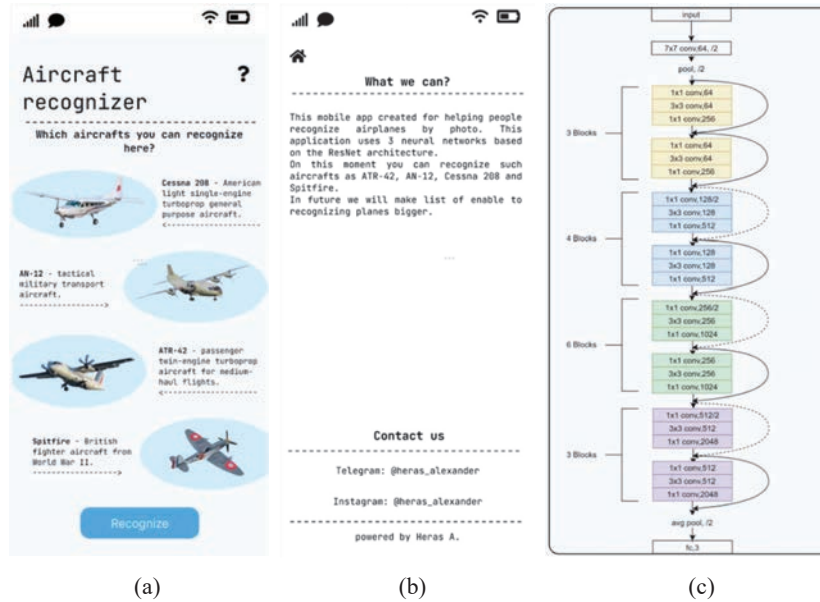 Aircraft
recognizer
?
Which aircrafts you can recognize
here?
Cessna 208 - American
light single-engine
turboprop general
purpose aircraft.
AN-12 - tactical
military transport
aircraft.
ATR-42 - passenger
twin-engine turboprop
aircraft for medium-
haul flights.
Spitfire - British
fighter aircraft from
World War II.
Recognize
(a)
What we can?
This mobile app created for helping people
recognize airplanes by photo. This
application uses 3 neural networks based
on the ResNet architecture.
On this moment you can recognize such
aircrafts as ATR-42, AN-12, Cessna 208 and
Spitfire.
In future we will make list of enable to
recognizing planes bigger.
Contact us
Telegram: @heras_alexander
Instagram: @heras_alexander
powered by Heras A.
(b)
input
7x7 conv,64, /2
pool, /2
3 Blocks
1x1 conv,64
3x3 conv,64
1x1 conv,256
1x1 conv,64
3x3 conv,64
1x1 conv,256
4 Blocks
1x1 conv,128/2
3x3 conv,128
1x1 conv,512
1x1 conv,128
3x3 conv,128
1x1 conv,512
6 Blocks
1x1 conv,256/2
3x3 conv,256
1x1 conv,1024
1x1 conv,256
3x3 conv,256
1x1 conv,1024
3 Blocks
1x1 conv,512/2
3x3 conv,512
1x1 conv,2048
1x1 conv,512
3x3 conv,512
1x1 conv,2048
avg pool, /2
fc,3
(c)